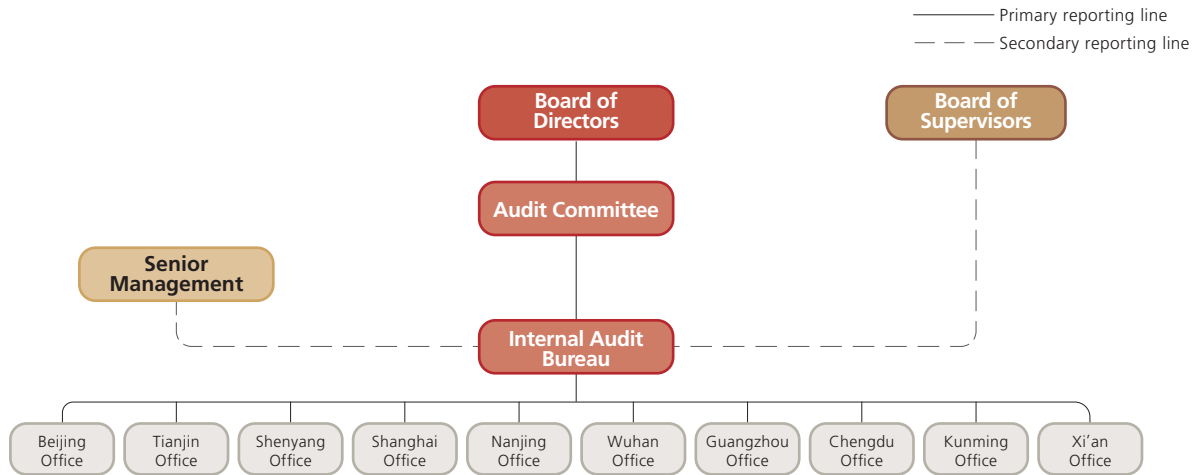 Primary reporting line
Secondary reporting line
Board of
Directors
Board of
Supervisors
Audit Committee
Senior
Management
Internal Audit
Bureau
Beijing
Office
Tianjin
Office
Shenyang
Office
Shanghai
Office
Nanjing
Office
Wuhan
Office
Guangzhou
Office
Chengdu
Office
Kunming
Office
Xi’an
Office